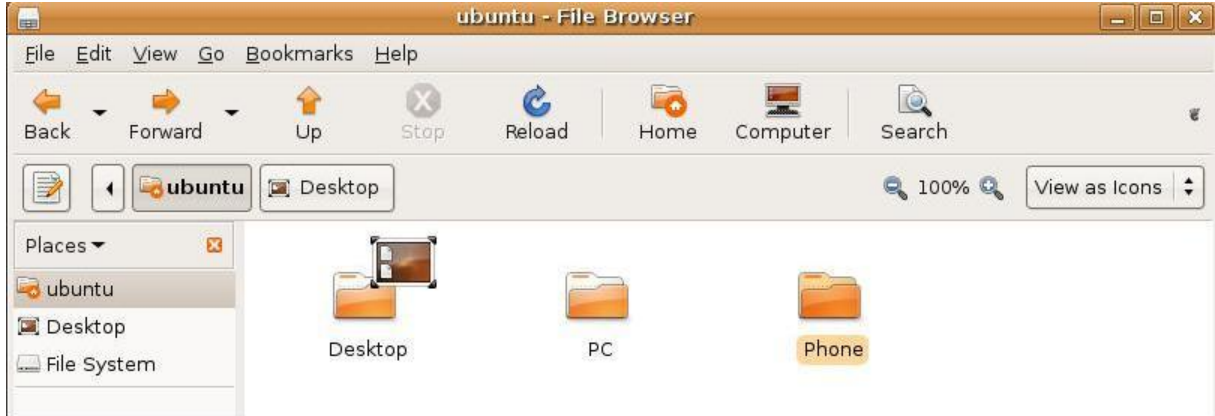 ubuntu - File Browser
File Edit View Go Bookmarks Help
Back Forward Up Stop Reload Home Computer Search
ubuntu Desktop 100% View as Icons
Places
ubuntu
Desktop
File System
Desktop PC Phone